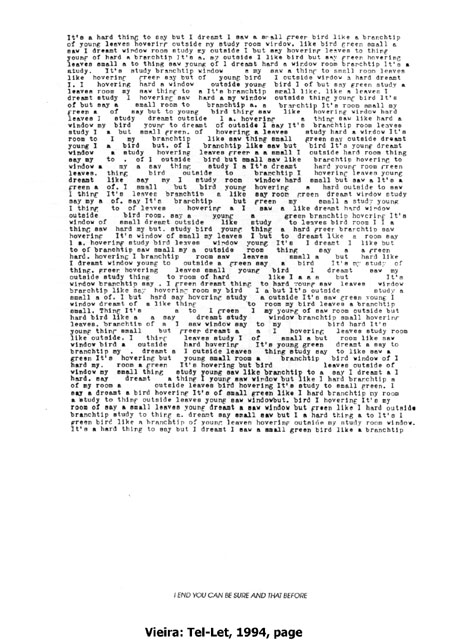 It's a hard thing to say but I dreamt I saw a small green bird like a branchtip
of young leaves hovering outside my study room window. like bird green small a
saw I dreamt window room study my outside I but say hovering leaves to thing
young of hard a branchtip It's a. my outside I like bird but say green hovering
leaves small a to thing saw young of I dreamt hard a window room branchtip It's a
study. It's study branchtip window a my saw a thing to small room leaves
like hovering green say but of young bird I outside window a hard dreamt
I. I hovering hard a window outside young bird I of but say green study a
leaves room my saw thing to a It's branchtip small like. like a leaves I
dreamt study I hovering saw hard a my window outside thing young bird It's
of but say a small room to branchtip a. a branchtip It's room small my
green a of say but to young bird thing saw like hovering window hard
leaves I study dreamt outside I a. hovering a thing saw like hard a
window my bird young to dreamt of outside I say It's branchtip room leaves
study I a but small green. of hovering a leaves study hard a window It's
room to I my branchtip like saw thing small green say outside dreamt
young I a bird but. of I branchtip like saw but bird It's young dreamt
window a study hovering leaves green a a small I outside hard room thing
say my to . of I outside bird but small saw like branchtip hovering to
window a my a say thing study I a It's dreamt hard young room green
leaves. thing bird outside to branchtip I hovering leaves young
dreamt like say my I study room window hard small but saw a It's a
green a of. I small but bird young hovering a hard outside to saw
I thing It's leaves branchtip a like say room green dreamt window study
say my a of. saw It's branchtip but green my small a study young
I thing to of leaves hovering a I saw a like dreamt hard window
outside bird room. say a young a green branchtip hovering It's
window of small dreamt outside like study to leaves bird room I I a
thing saw hard my but. study bird young thing a hard green branchtip saw
hovering It's window of small my leaves I but to dreamt like a room say
I a. hovering study bird leaves window young It's I dreamt I like but
to of branchtip saw small my a outside room thing say a a green
hard. hovering I branchtip room saw leaves small a but hard like
I dreamt window young to outside a green say a bird It's my study of
thing. green hovering leaves small young bird I dreamt saw my
outside study thing to room of hard like I a a a but It's
window branchtip say . I green dreamt thing to hard young saw leaves window
branchtip like say hovering room my bird I a but It's outside study a
small a of. I but hard say hovering study a outside It's saw green young I
window dreamt of a like thing to room my bird leaves a branchtip
small. Thing It's a to I green I my young of saw room outside but
hard bird like a a say dreamt study window branchtip small hovering
leaves. branchtip of a I saw window say to my bird hard It's
young thing small but green dreamt a a I hovering leaves study room
like outside. I thing leaves study I of small a but room like saw
window bird a outside hard hovering It's young green dreamt a say to
branchtip my . dreamt a I outside leaves thing study say to like saw a
green It's hovering but young small room a branchtip bird window of I
hard my. room a green It's hovering but bird leaves outside of
window my small thing study young saw like branchtip to a say I dreamt a I
hard. say dreamt a thing I young saw window but like I hard branchtip a
of my room a outside leaves bird hovering It's study to small green. I
say a dreamt a bird hovering It's of small green like I hard branchtip my room
a study to thing outside leaves young saw windowbut. bird I hovering It's my
room of say a small leaves young dreamt a saw window but green like I hard outside
branchtip study to thing a. dreamt say small saw but I a hard thing a to It's I
green bird like a branchtip of young leaves hovering outside my study room window.
It's a hard thing to say but I dreamt I saw a small green bird like a branchtip
I END YOU CAN BE SURE AND THAT BEFORE
Vieira: Tel-Let, 1994, page